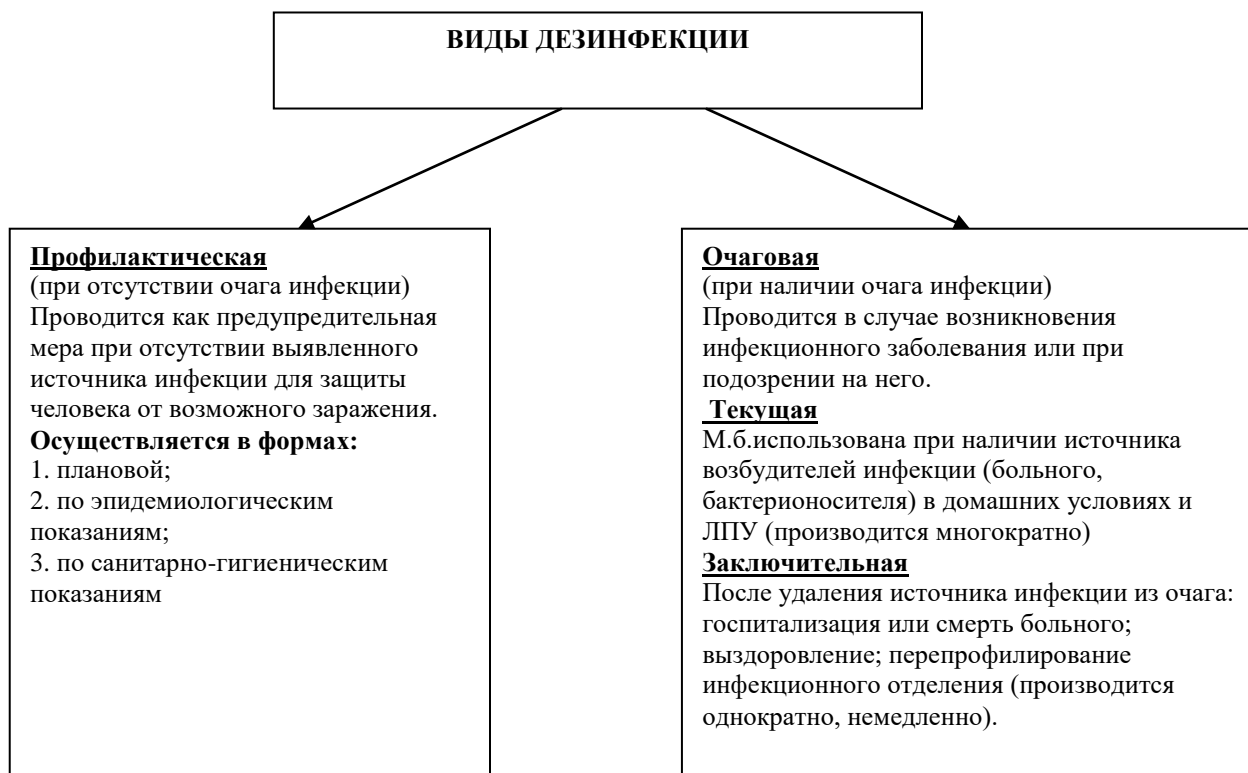 ВИДЫ ДЕЗИНФЕКЦИИ
Профилактическая
(при отсутствии очага инфекции)
Проводится как предупредительная
мера при отсутствии выявленного
источника инфекции для защиты
человека от возможного заражения.
Осуществляется в формах:
1. плановой;
2. по эпидемиологическим
показаниям;
3. по санитарно-гигиеническим
показаниям
Очаговая
(при наличии очага инфекции)
Проводится в случае возникновения
инфекционного заболевания или при
подозрении на него.
Текущая
М.б.использована при наличии источника
возбудителей инфекции (больного,
бактерионосителя) в домашних условиях и
ЛПУ (производится многократно)
Заключительная
После удаления источника инфекции из очага:
госпитализация или смерть больного;
выздоровление; перепрофилирование
инфекционного отделения (производится
однократно, немедленно).